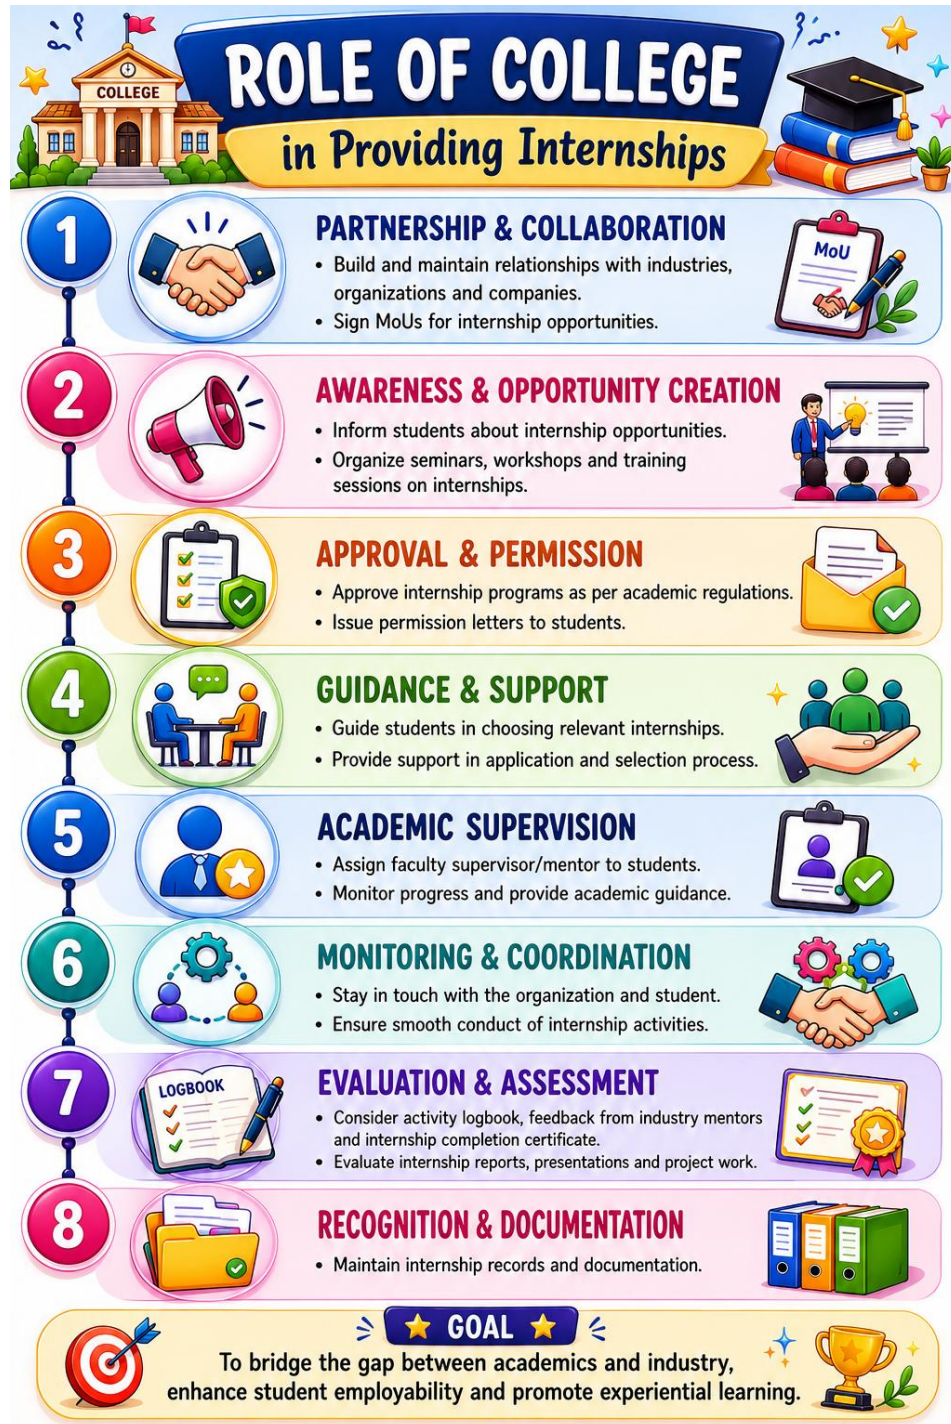 COLLEGE
ROLE OF COLLEGE
in Providing Internships
1
PARTNERSHIP & COLLABORATION
• Build and maintain relationships with industries,
organizations and companies.
• Sign MoUs for internship opportunities.
MoU
2
AWARENESS & OPPORTUNITY CREATION
• Inform students about internship opportunities.
• Organize seminars, workshops and training
sessions on internships.
3
APPROVAL & PERMISSION
• Approve internship programs as per academic regulations.
• Issue permission letters to students.
4
GUIDANCE & SUPPORT
• Guide students in choosing relevant internships.
• Provide support in application and selection process.
5
ACADEMIC SUPERVISION
• Assign faculty supervisor/mentor to students.
• Monitor progress and provide academic guidance.
6
MONITORING & COORDINATION
• Stay in touch with the organization and student.
• Ensure smooth conduct of internship activities.
7
LOGBOOK
EVALUATION & ASSESSMENT
• Consider activity logbook, feedback from industry mentors
and internship completion certificate.
• Evaluate internship reports, presentations and project work.
8
RECOGNITION & DOCUMENTATION
• Maintain internship records and documentation.
GOAL
To bridge the gap between academics and industry,
enhance student employability and promote experiential learning.